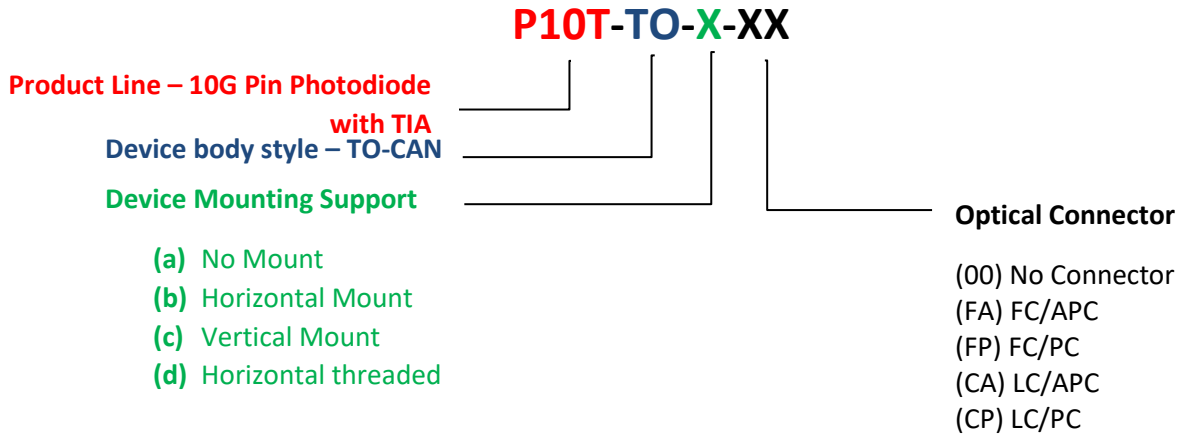 P10T-TO-X-XX
Product Line – 10G Pin Photodiode
with TIA
Device body style – TO-CAN
Device Mounting Support
(a) No Mount
(b) Horizontal Mount
(c) Vertical Mount
(d) Horizontal threaded
Optical Connector
(00) No Connector
(FA) FC/APC
(FP) FC/PC
(CA) LC/APC
(CP) LC/PC